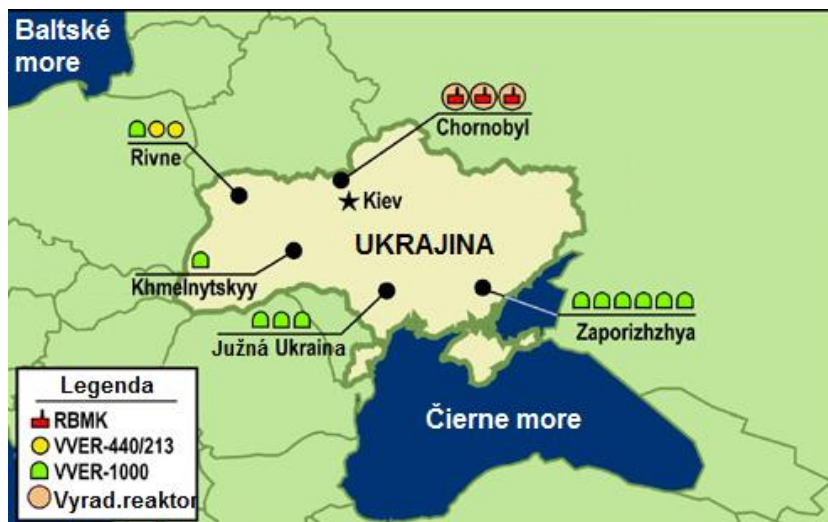 Baltské
more
Chornobyl
Rivne
Kiev
UKRAJINA
Khmelnytskyy
Južná Ukraina
Zaporizhzhya
Čierne more
Legenda
RBMK
VVER-440/213
VVER-1000
Vyrad.reaktor